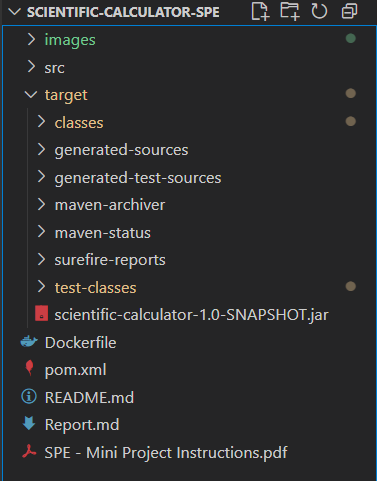 SCIENTIFIC-CALCULATOR-SPE
images
src
target
classes
generated-sources
generated-test-sources
maven-archiver
maven-status
surefire-reports
test-classes
scientific-calculator-1.0-SNAPSHOT.jar
Dockerfile
pom.xml
README.md
Report.md
SPE - Mini Project Instructions.pdf